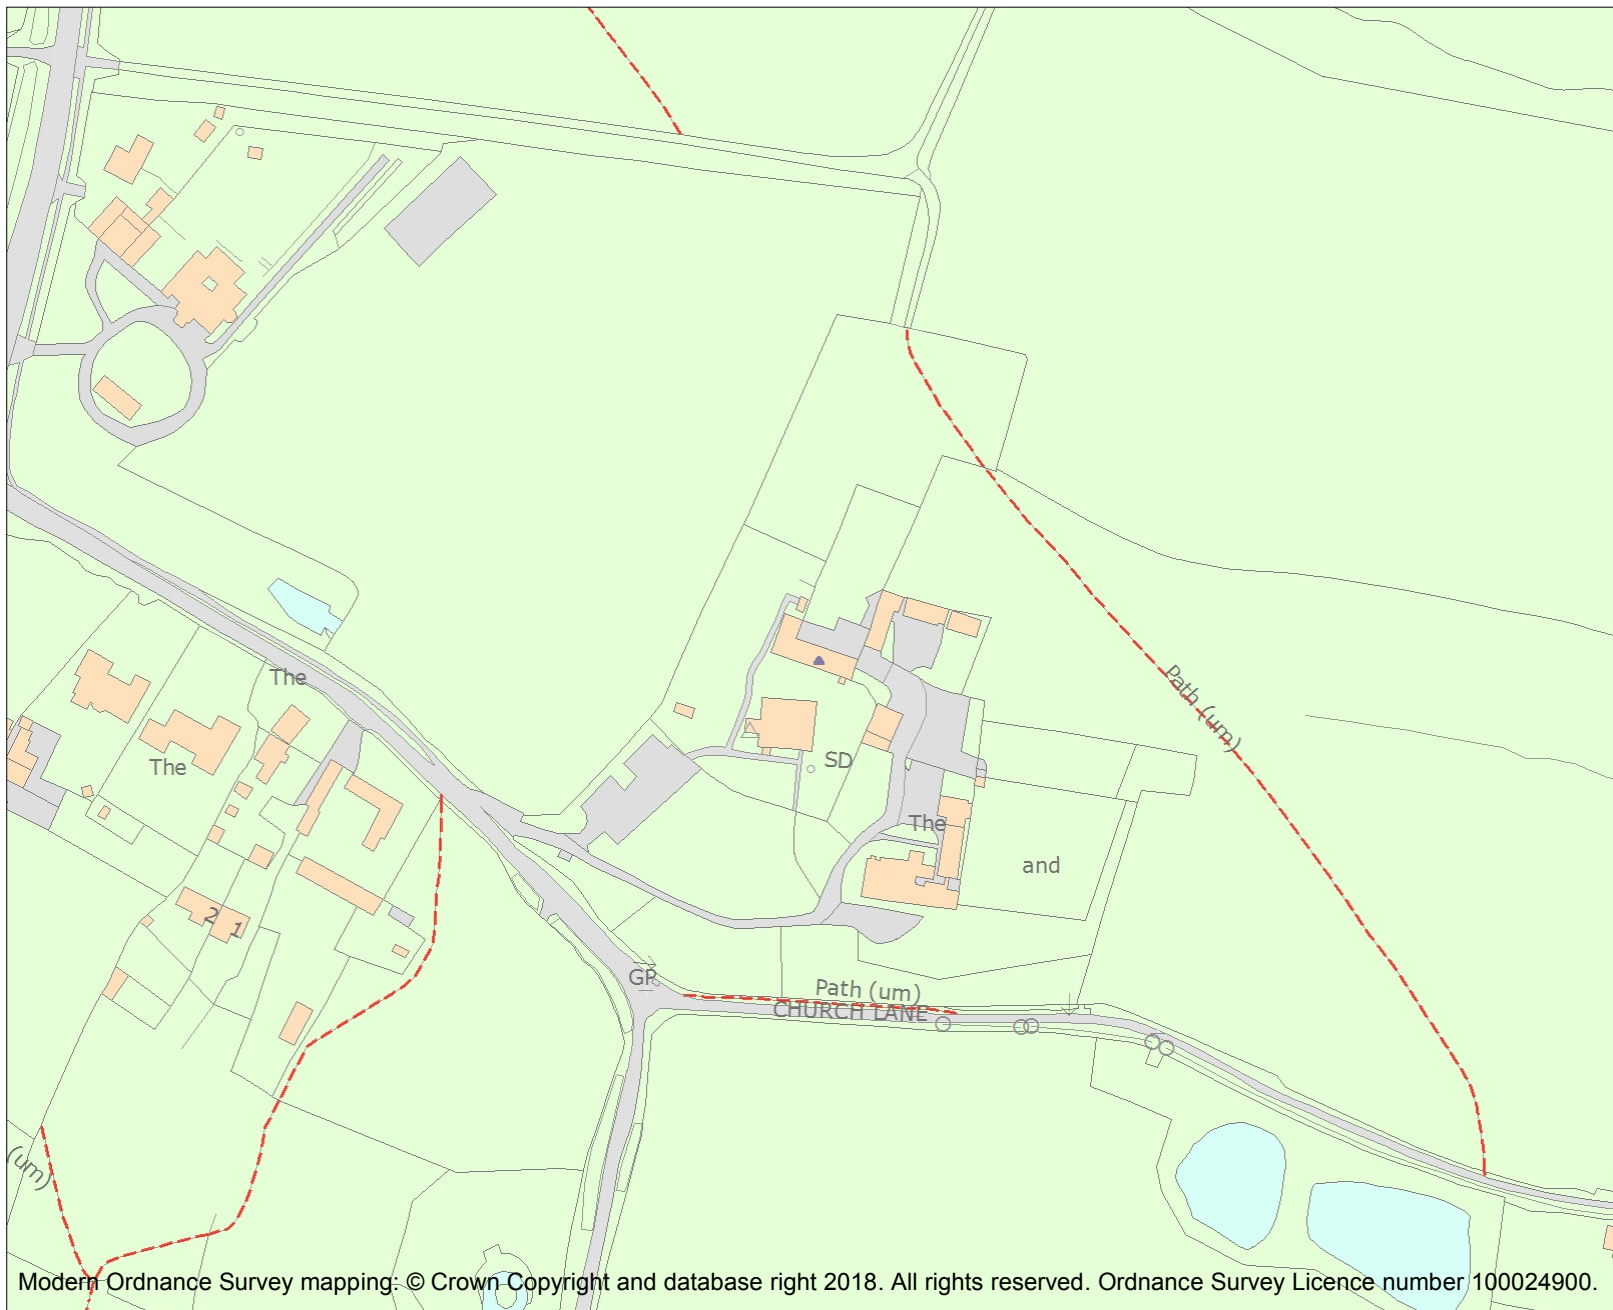 The
Path (um)
The
SD
The
and
2
1
GP
Path (um)
CHURCH LANE
(um)
Modern Ordnance Survey mapping: © Crown Copyright and database right 2018. All rights reserved. Ordnance Survey Licence number 100024900.